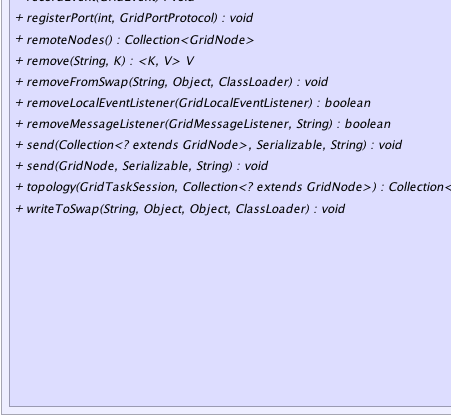 + registerPort(int, GridPortProtocol) : void
+ remoteNodes() : Collection<GridNode>
+ remove(String, K) : <K, V> V
+ removeFromSwap(String, Object, ClassLoader) : void
+ removeLocalEventListener(GridLocalEventListener) : boolean
+ removeMessageListener(GridMessageListener, String) : boolean
+ send(Collection<? extends GridNode>, Serializable, String) : void
+ send(GridNode, Serializable, String) : void
+ topology(GridTaskSession, Collection<? extends GridNode>) : Collection<
+ writeToSwap(String, Object, Object, ClassLoader) : void